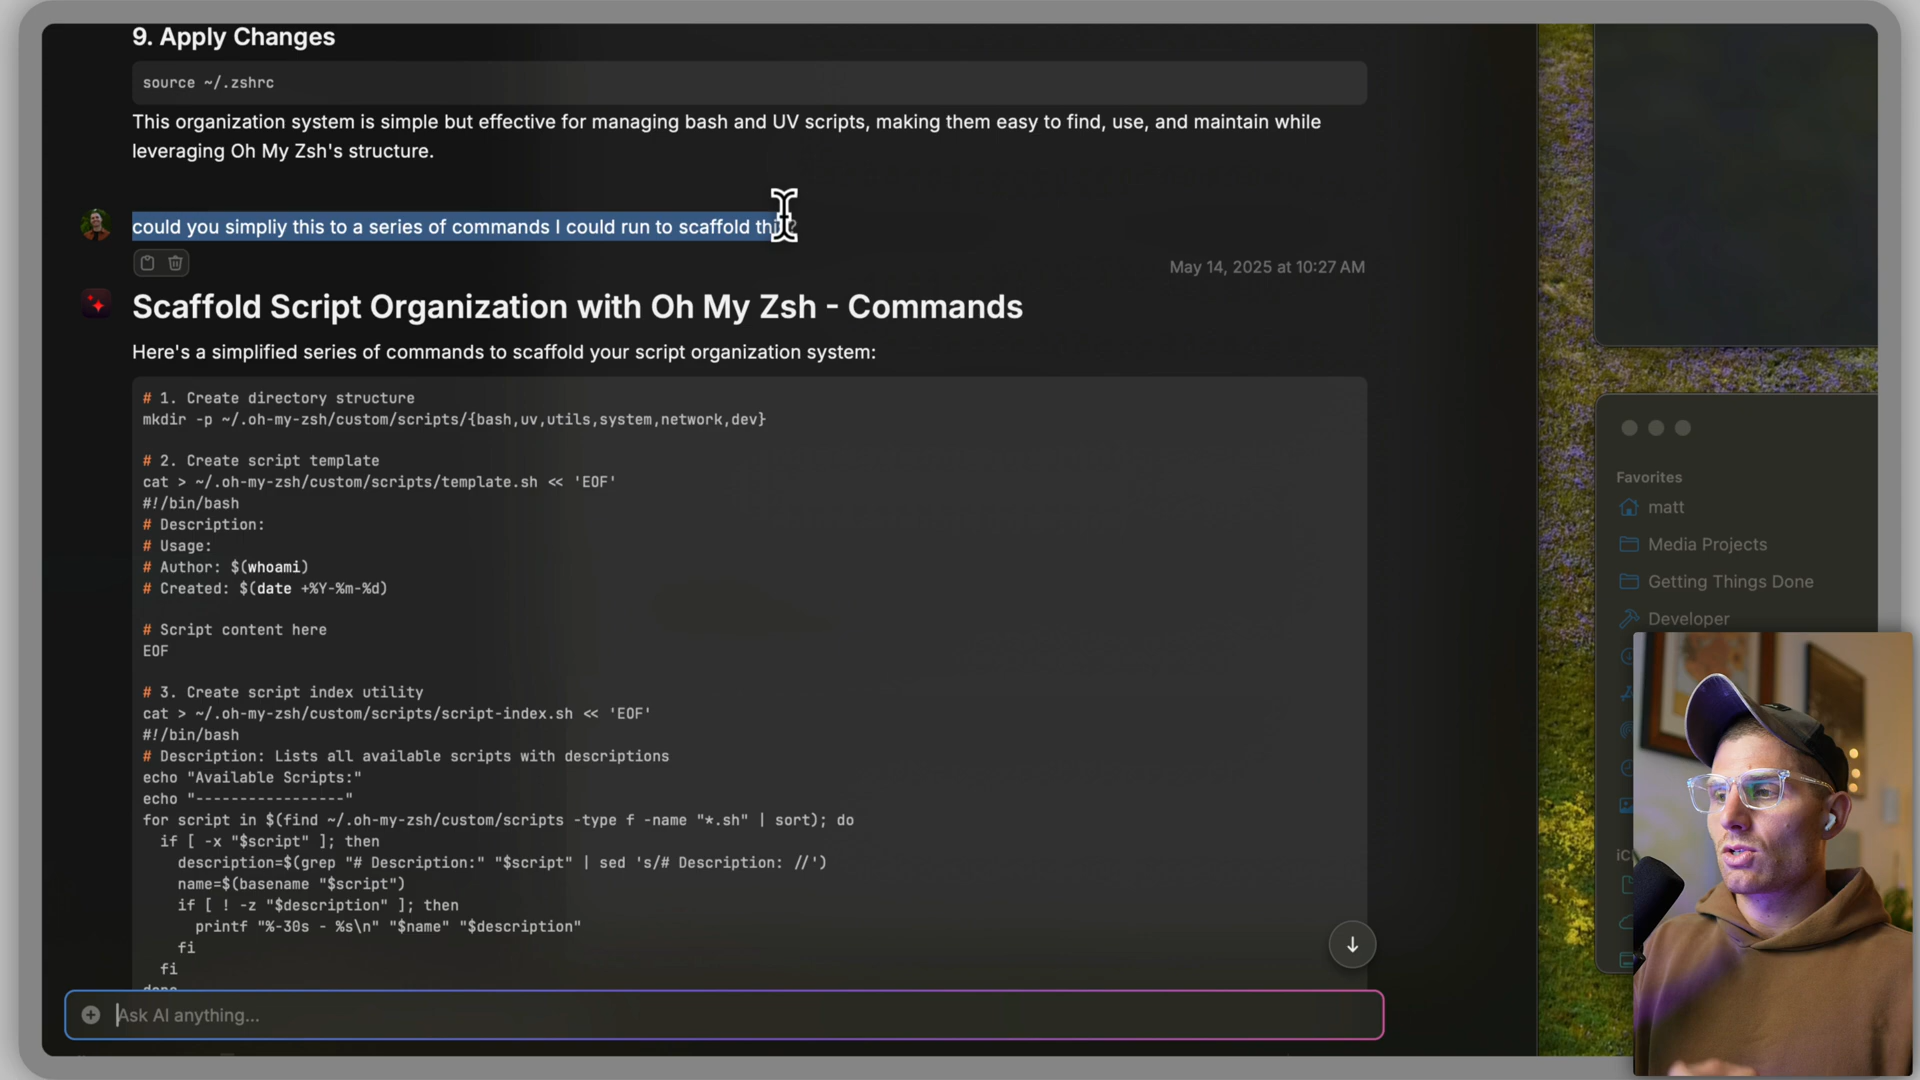 9. Apply Changes
source ~/.zshrc
This organization system is simple but effective for managing bash and UV scripts, making them easy to find, use, and maintain while
leveraging Oh My Zsh's structure.
could you simpliy this to a series of commands I could run to scaffold
May 14, 2025 at 10:27 AM
Scaffold Script Organization with Oh My Zsh - Commands
Here's a simplified series of commands to scaffold your script organization system:
# 1. Create directory structure
mkdir -p ~/.oh-my-zsh/custom/scripts/{bash,uv,utils,system,network,dev}
# 2. Create script template
cat > ~/.oh-my-zsh/custom/scripts/template.sh << 'EOF'
#!/bin/bash
# Description:
# Usage:
# Author: $(whoami)
# Created: $(date +%Y-%m-%d)
# Script content here
EOF
# 3. Create script index utility
cat > ~/.oh-my-zsh/custom/scripts/script-index.sh << 'EOF'
#!/bin/bash
# Description: Lists all available scripts with descriptions
echo "Available Scripts:"
echo "-----------------"
for script in $(find ~/.oh-my-zsh/custom/scripts -type f -name "*.sh" | sort); do
if [ -x "$script" ]; then
description=$(grep "# Description:" "$script" | sed 's/# Description: //')
name=$(basename "$script")
if [ ! -z "$description" ]; then
printf "%-30s - %s\n" "$name" "$description"
fi
fi
Ask AI anything...
Favorites
matt
Media Projects
Getting Things Done
Developer